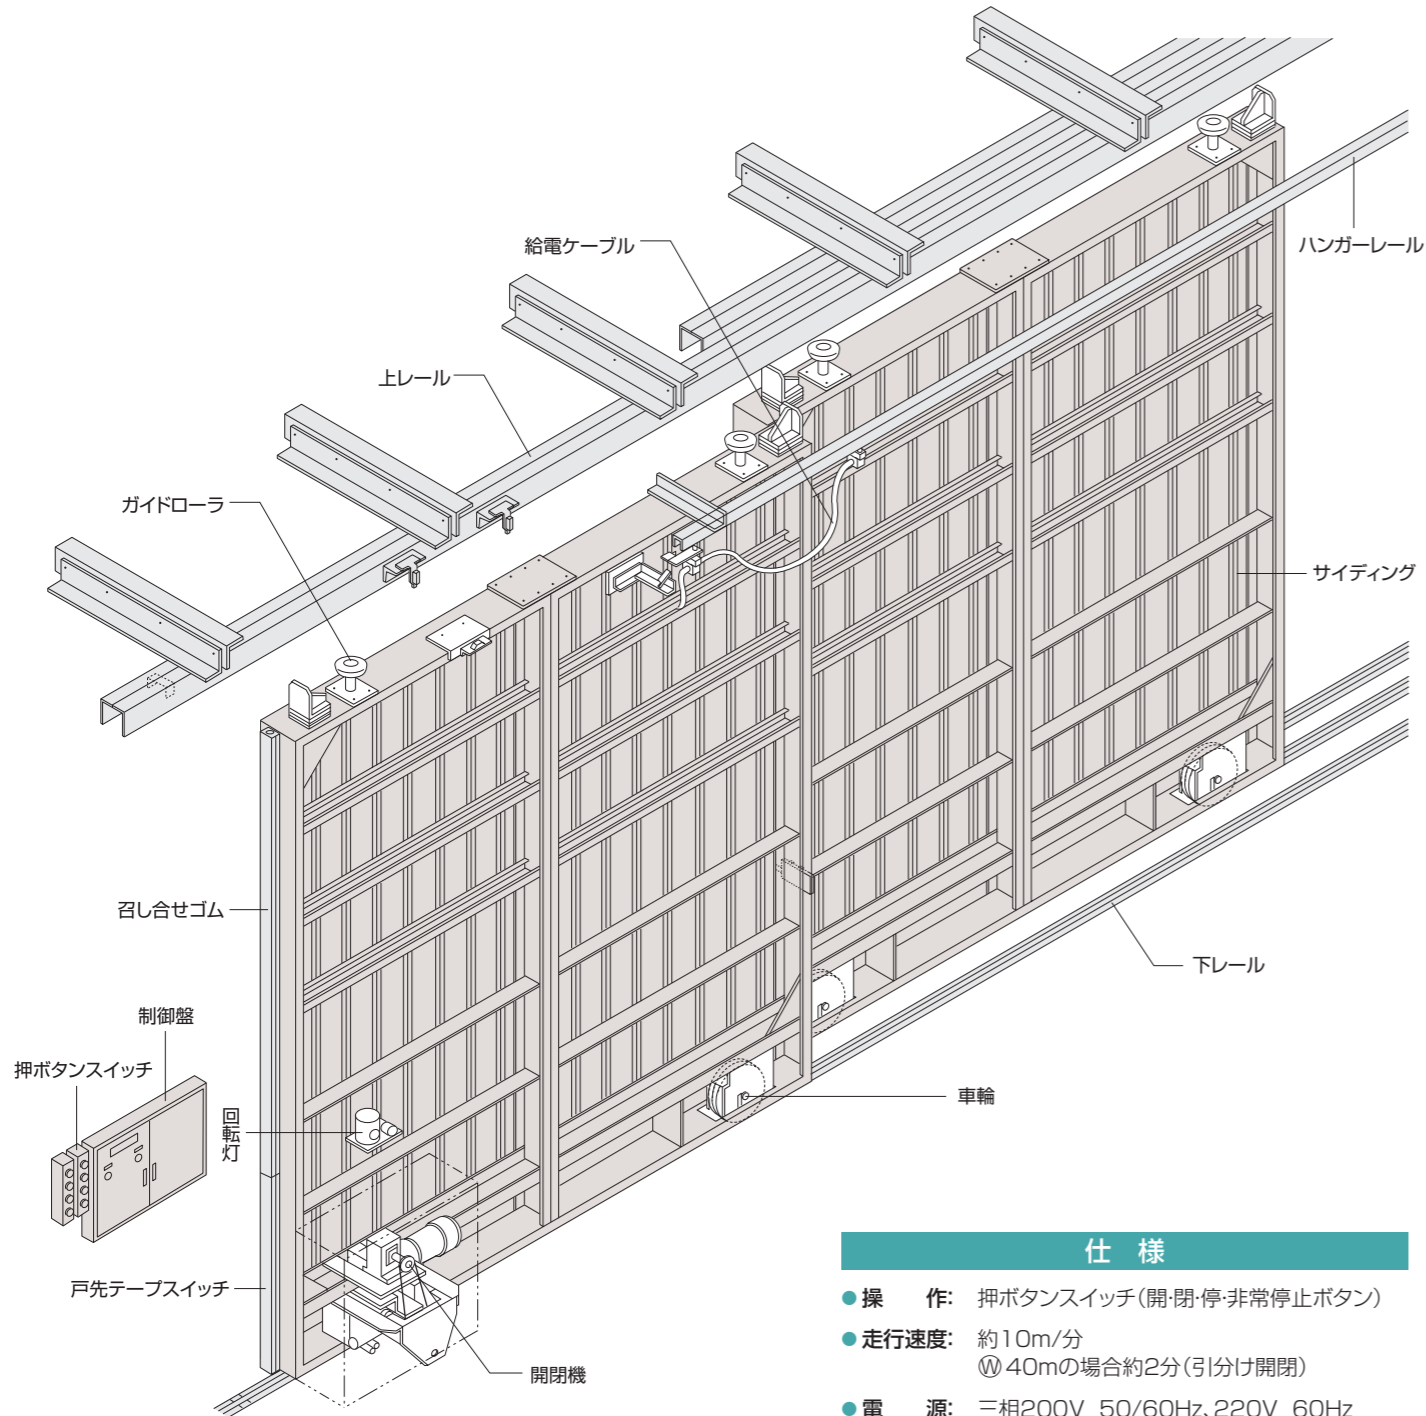 ハンガーレール
給電ケーブル
上レール
ガイドローラ
サイディング
召し合せゴム
下レール
制御盤
押ボタンスイッチ
車輪
回転灯
戸先テープスイッチ
開閉機
仕 様
●操 作: 押ボタンスイッチ(開・閉・停・非常停止ボタン)
●走行速度: 約10m/分
Ⓦ40mの場合約2分(引分け開閉)
●電 源: 三相200V 50/60Hz、220V 60Hz